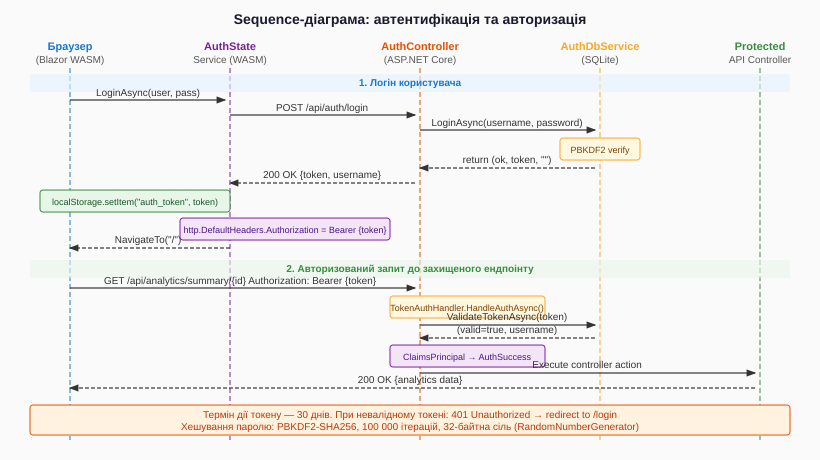 Sequence-діаграма: автентифікація та авторизація
Браузер
(Blazor WASM)
AuthState
Service (WASM)
AuthController
(ASP.NET Core)
AuthDbService
(SQLite)
Protected
API Controller
1. Логін користувача
LoginAsync(user, pass)
POST /api/auth/login
LoginAsync(username, password)
PBKDF2 verify
return (ok, token, "")
200 OK {token, username}
localStorage.setItem("auth_token", token)
http.DefaultHeaders.Authorization = Bearer {token}
NavigateTo("/")
2. Авторизований запит до захищеного ендпоінту
GET /api/analytics/summary/{id} Authorization: Bearer {token}
TokenAuthHandler.HandleAuthAsync()
ValidateTokenAsync(token)
(valid=true, username)
ClaimsPrincipal → AuthSuccess
Execute controller action
200 OK {analytics data}
Термін дії токену — 30 днів. При невалідному токені: 401 Unauthorized → redirect to /login
Хешування паролю: PBKDF2-SHA256, 100 000 ітерацій, 32-байтна сіль (RandomNumberGenerator)